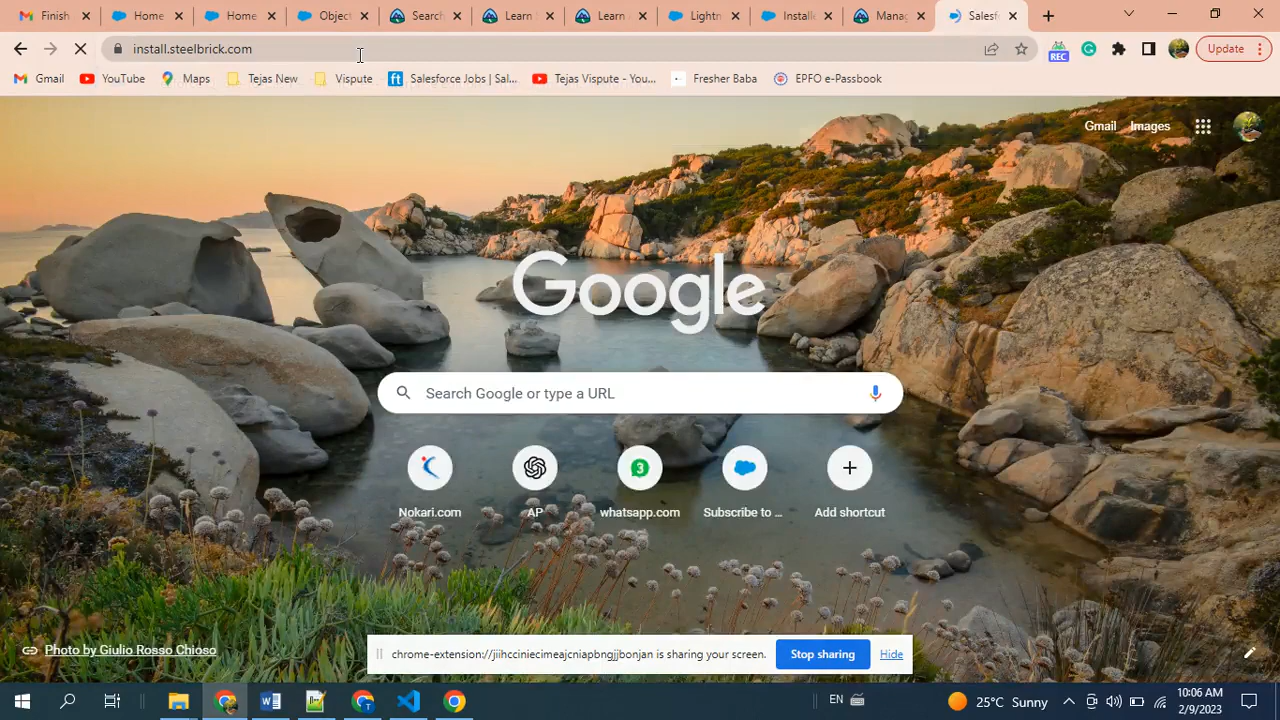 Finish
Home
Home
Object
Search
Learn
Learn
Lightn
Installe
Manag
Salesf
install.steelbrick.com
REC
Update
Gmail
YouTube
Maps
Tejas New
Vispute
Salesforce Jobs | Sal...
Tejas Vispute - You...
Fresher Baba
EPFO e-Passbook
Gmail Images
Google
Search Google or type a URL
Nokari.com
AP
whatsapp.com
Subscribe to ...
Add shortcut
Photo by Giulio Rosso Chioso
chrome-extension://jiihcciniecimeajcniapbngjjbonjan is sharing your screen.
Stop sharing
Hide
EN
25°C Sunny
10:06 AM
2/9/2023